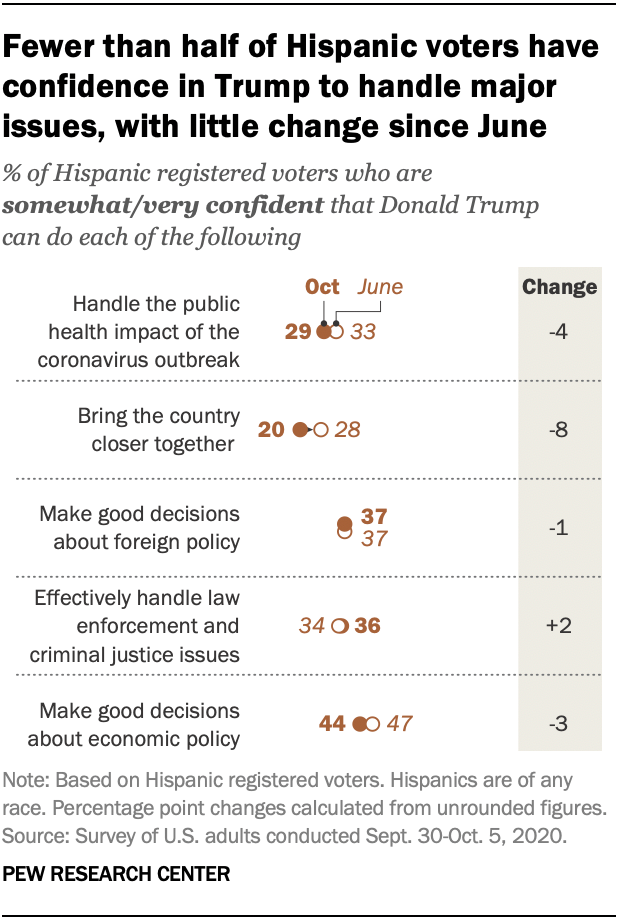 Fewer than half of Hispanic voters have
confidence in Trump to handle major
issues, with little change since June
% of Hispanic registered voters who are
somewhat/very confident that Donald Trump
can do each of the following
Oct June Change
Handle the public
health impact of the
coronavirus outbreak
29 33 -4
Bring the country
closer together
20 28 -8
Make good decisions
about foreign policy
37
37
-1
Effectively handle law
enforcement and
criminal justice issues
34 36 +2
Make good decisions
about economic policy
44 47 -3
Note: Based on Hispanic registered voters. Hispanics are of any
race. Percentage point changes calculated from unrounded figures.
Source: Survey of U.S. adults conducted Sept. 30-Oct. 5, 2020.
PEW RESEARCH CENTER